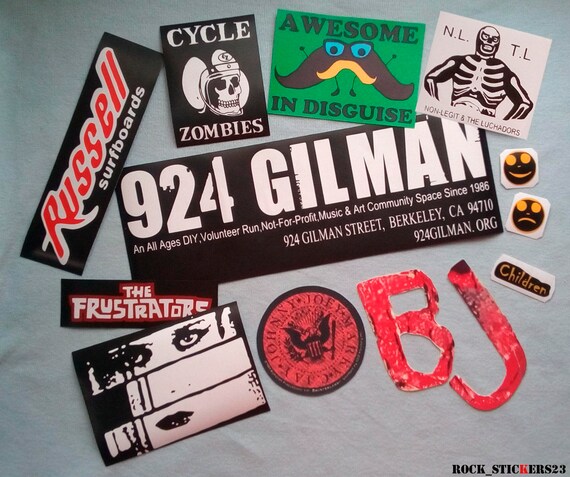 Russell
surfboards
CYCLE
ZOMBIES
AWESOME
IN DISGUISE
N.L. T.L
NON-LEGIT & THE LUCHADORS
924 GILMAN
An All Ages DIY,Volunteer Run,Not-For-Profit,Music & Art Community Space Since 1986
924 GILMAN STREET, BERKELEY, CA 94710
924GILMAN.ORG
Children
THE
FRUSTRATORS
JOHNNY JOEY
BJ
ROCK_STICKERS23